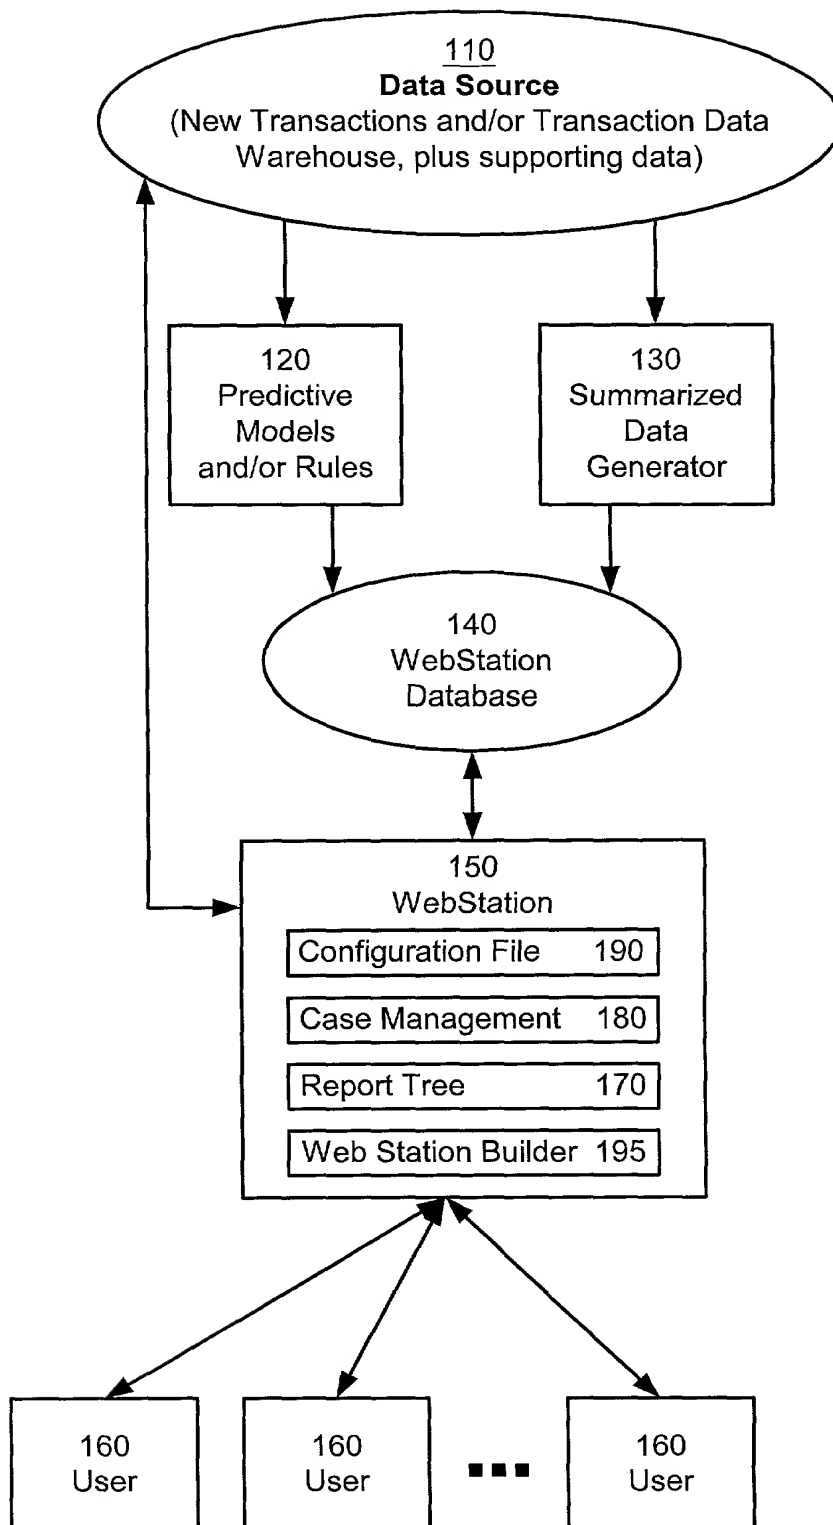 110
Data Source
(New Transactions and/or Transaction Data
Warehouse, plus supporting data)
120
Predictive
Models
and/or Rules
130
Summarized
Data
Generator
140
WebStation
Database
150
WebStation
Configuration File 190
Case Management 180
Report Tree 170
Web Station Builder 195
160
User
160
User
160
User